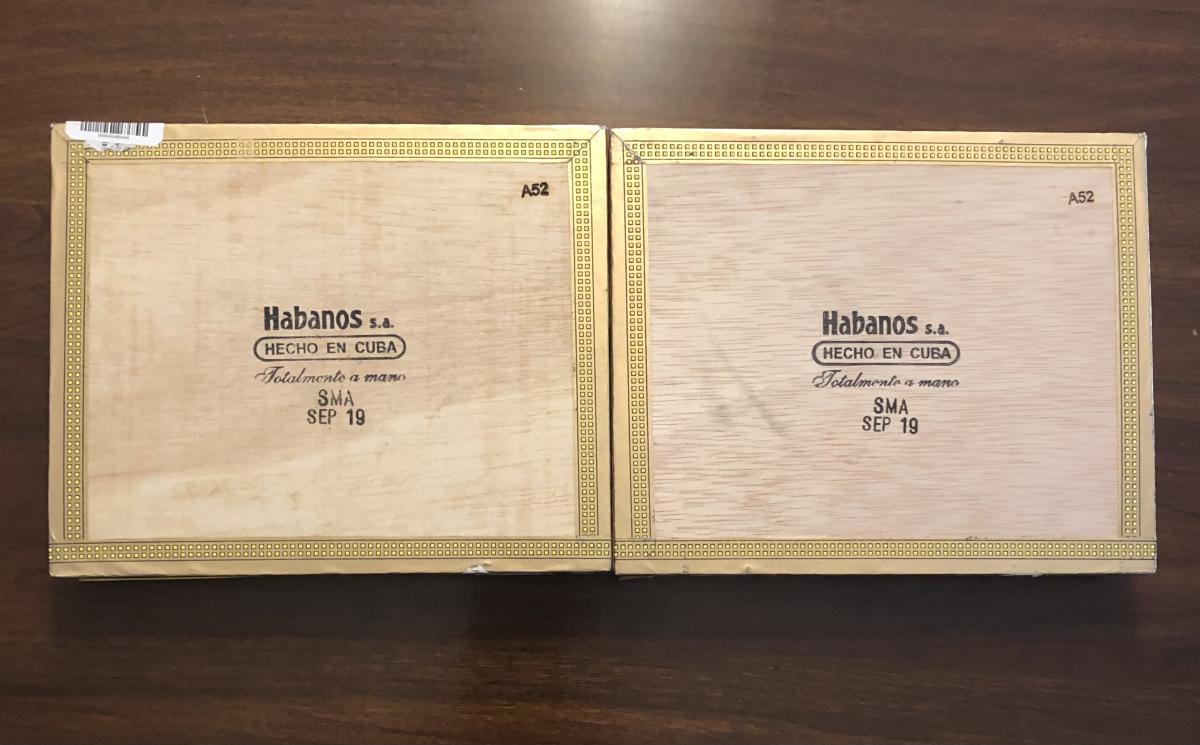 A52
Habanos s.a.
HECHO EN CUBA
Totalmente a mano
SMA
SEP 19
A52
Habanos s.a.
HECHO EN CUBA
Totalmente a mano
SMA
SEP 19